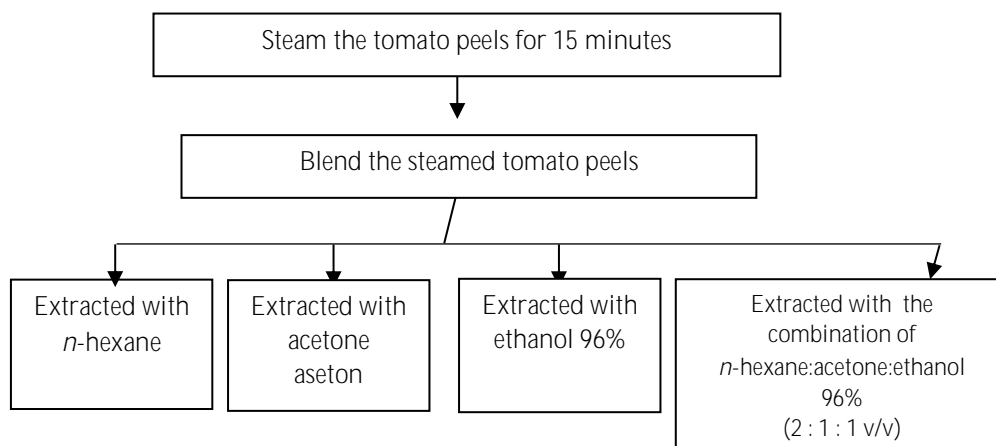 Steam the tomato peels for 15 minutes
Blend the steamed tomato peels
Extracted with
n-hexane
Extracted with
acetone
aseton
Extracted with
ethanol 96%
Extracted with the
combination of
n-hexane:acetone:ethanol
96%
(2 : 1 : 1 v/v)